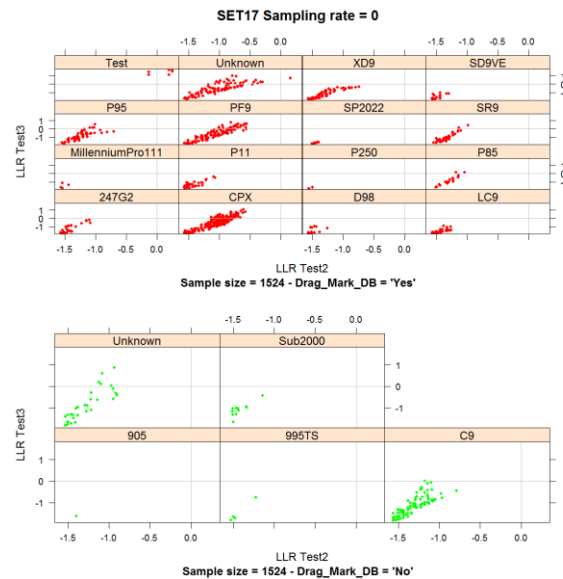 SET17 Sampling rate = 0
-1.5 -1.0 -0.5 0.0 -1.5 -1.0 -0.5 0.0
Test Unknown XD9 SD9VE
P95 PF9 SP2022 SR9
1
0
-1
MillenniumPro111 P11 P250 P85
247G2 CPX D98 LC9
1
0
-1
LLR Test3
-1.5 -1.0 -0.5 0.0 -1.5 -1.0 -0.5 0.0
LLR Test2
Sample size = 1524 - Drag_Mark_DB = 'Yes'
-1.5 -1.0 -0.5 0.0
Unknown Sub2000
1
0
-1
905 995TS C9
1
0
-1
LLR Test3
-1.5 -1.0 -0.5 0.0 -1.5 -1.0 -0.5 0.0
LLR Test2
Sample size = 1524 - Drag_Mark_DB = 'No'